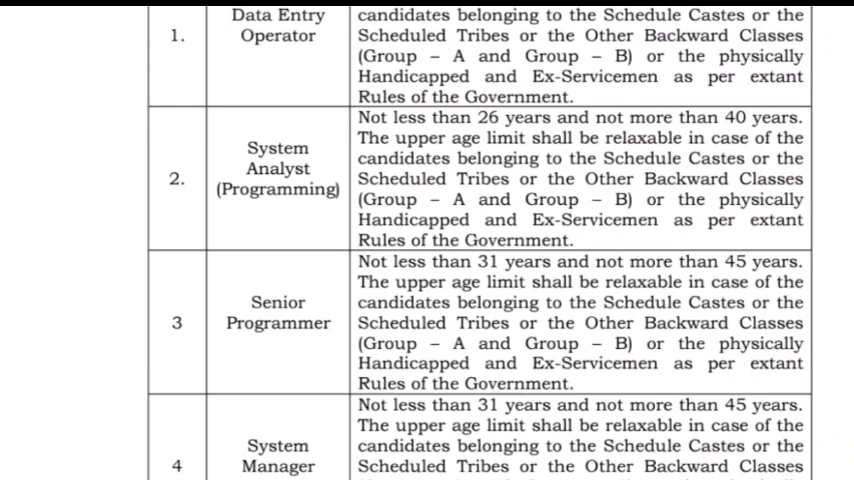 1.
Data Entry
Operator
candidates belonging to the Schedule Castes or the
Scheduled Tribes or the Other Backward Classes
(Group – A and Group – B) or the physically
Handicapped and Ex-Servicemen as per extant
Rules of the Government.
2.
System
Analyst
(Programming)
Not less than 26 years and not more than 40 years.
The upper age limit shall be relaxable in case of the
candidates belonging to the Schedule Castes or the
Scheduled Tribes or the Other Backward Classes
(Group – A and Group – B) or the physically
Handicapped and Ex-Servicemen as per extant
Rules of the Government.
3
Senior
Programmer
Not less than 31 years and not more than 45 years.
The upper age limit shall be relaxable in case of the
candidates belonging to the Schedule Castes or the
Scheduled Tribes or the Other Backward Classes
(Group – A and Group – B) or the physically
Handicapped and Ex-Servicemen as per extant
Rules of the Government.
4
System
Manager
Not less than 31 years and not more than 45 years.
The upper age limit shall be relaxable in case of the
candidates belonging to the Schedule Castes or the
Scheduled Tribes or the Other Backward Classes